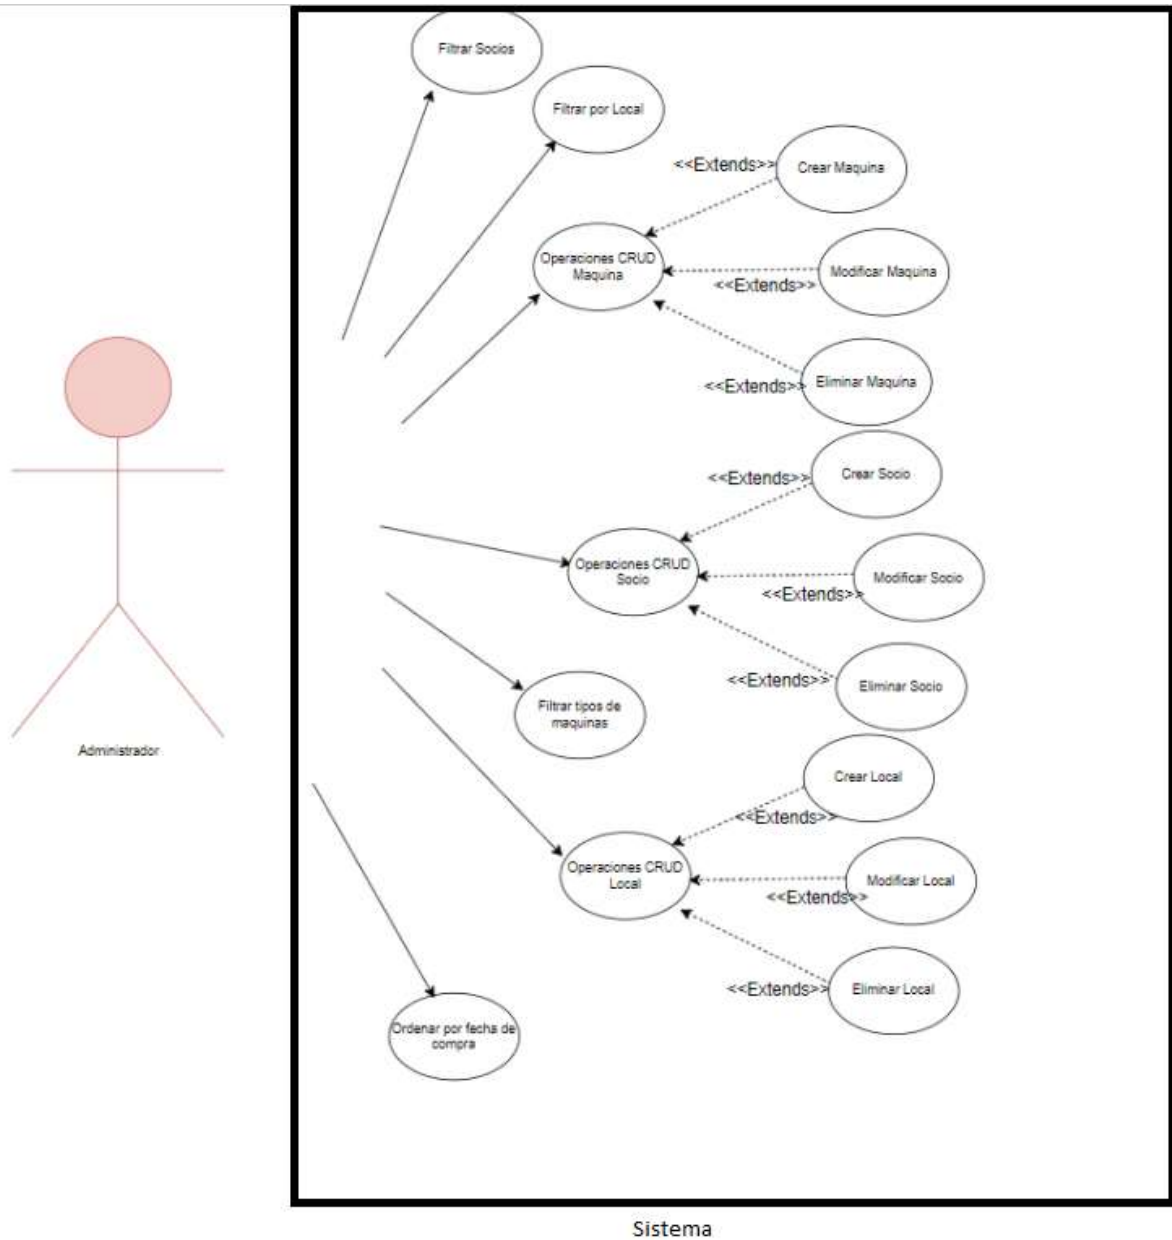 Filtrar Socios
Filtrar por Local
<<Extends>>
Crear Maquina
Operaciones CRUD
Maquina
Modificar Maquina
<<Extends>>
Eliminar Maquina
<<Extends>>
Crear Socio
<<Extends>>
Operaciones CRUD
Socio
Modificar Socio
<<Extends>>
<<Extends>>
Eliminar Socio
Filtrar tipos de
maquinas
Administrador
Crear Local
<<Extends>>
Operaciones CRUD
Local
Modificar Local
<<Extends>>
<<Extends>>
Eliminar Local
Ordenar por fecha de
compra
Sistema